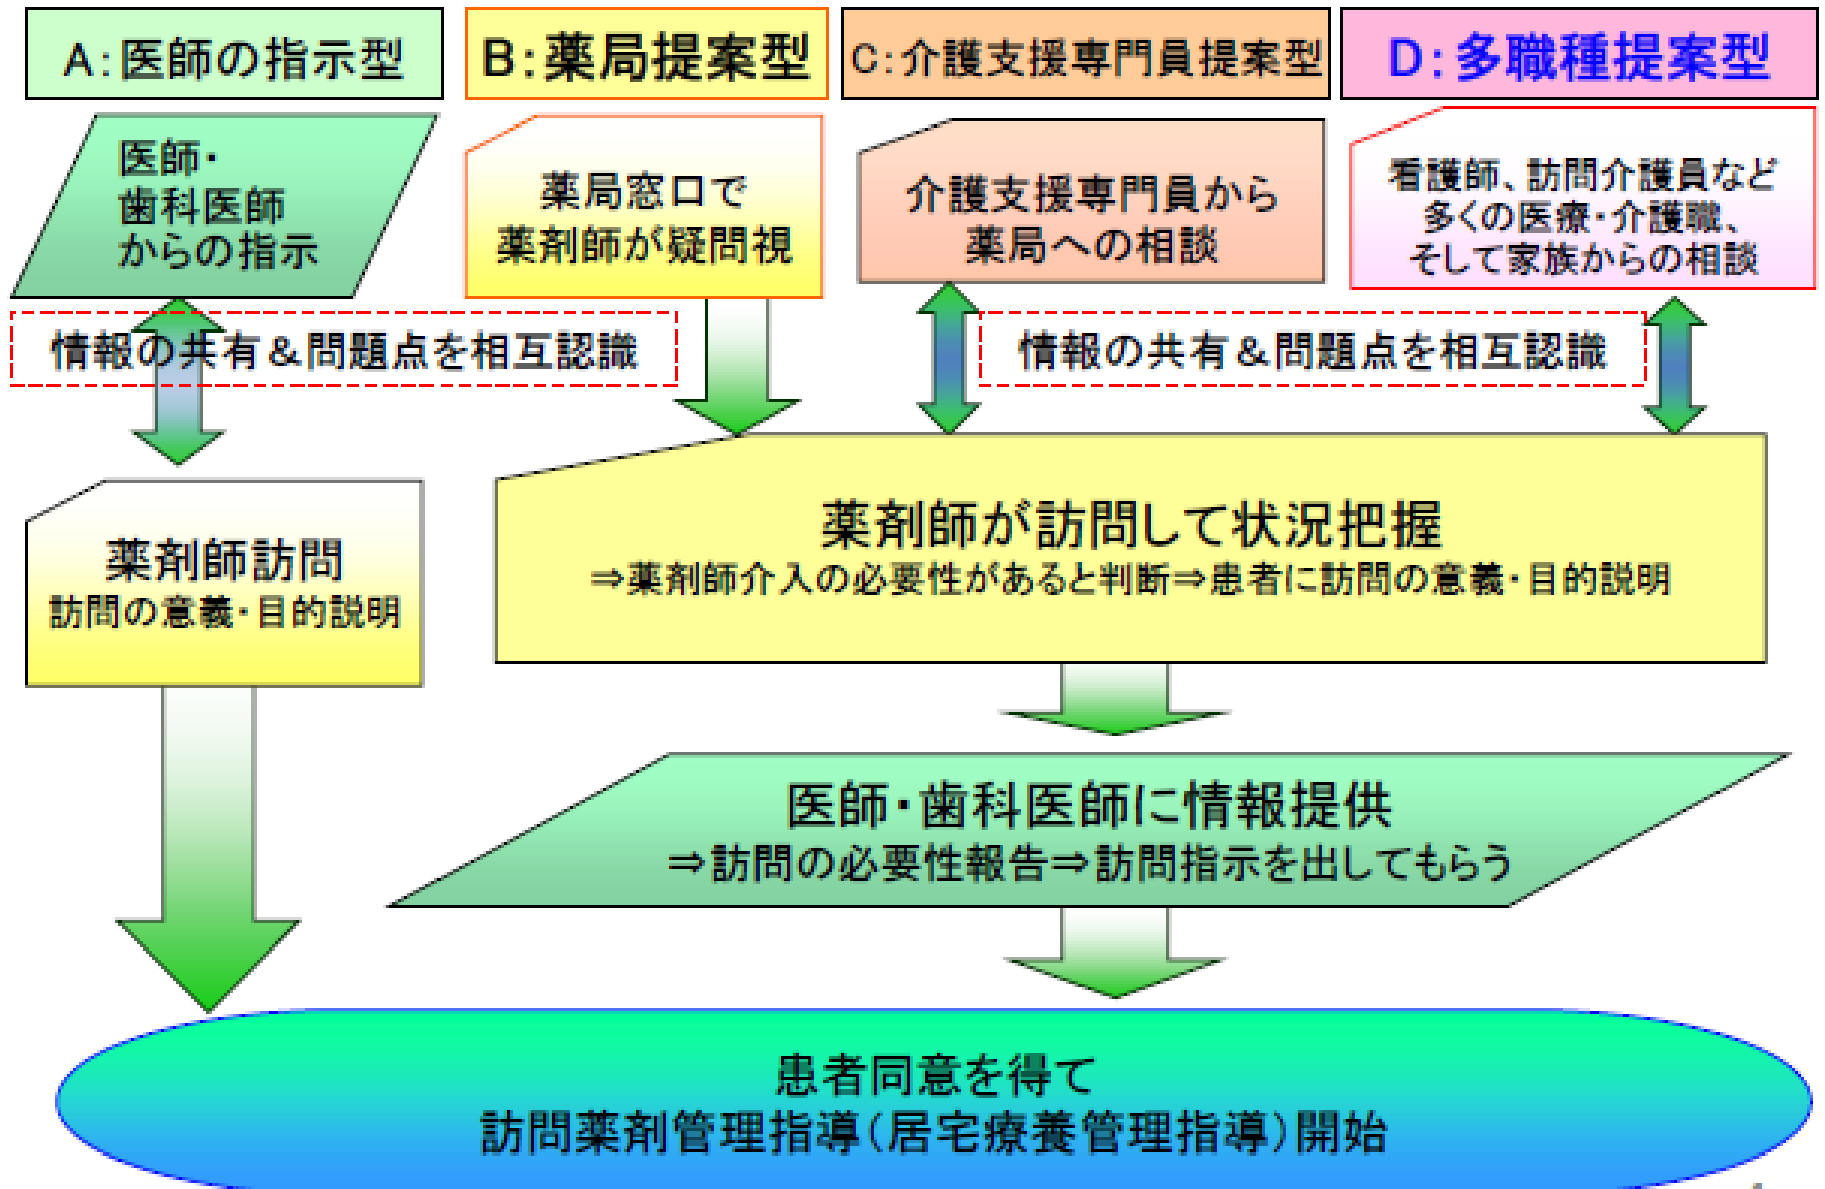 A:医師の指示型
B:薬局提案型
C:介護支援専門員提案型
D:多職種提案型
医師・
歯科医師
からの指示
薬局窓口で
薬剤師が疑問視
介護支援専門員から
薬局への相談
看護師、訪問介護員など
多くの医療・介護職、
そして家族からの相談
情報の共有&問題点を相互認識
情報の共有&問題点を相互認識
薬剤師訪問
訪問の意義・目的説明
薬剤師が訪問して状況把握
⇒薬剤師介入の必要性があると判断⇒患者に訪問の意義・目的説明
医師・歯科医師に情報提供
⇒訪問の必要性報告⇒訪問指示を出してもらう
患者同意を得て
訪問薬剤管理指導(居宅療養管理指導)開始